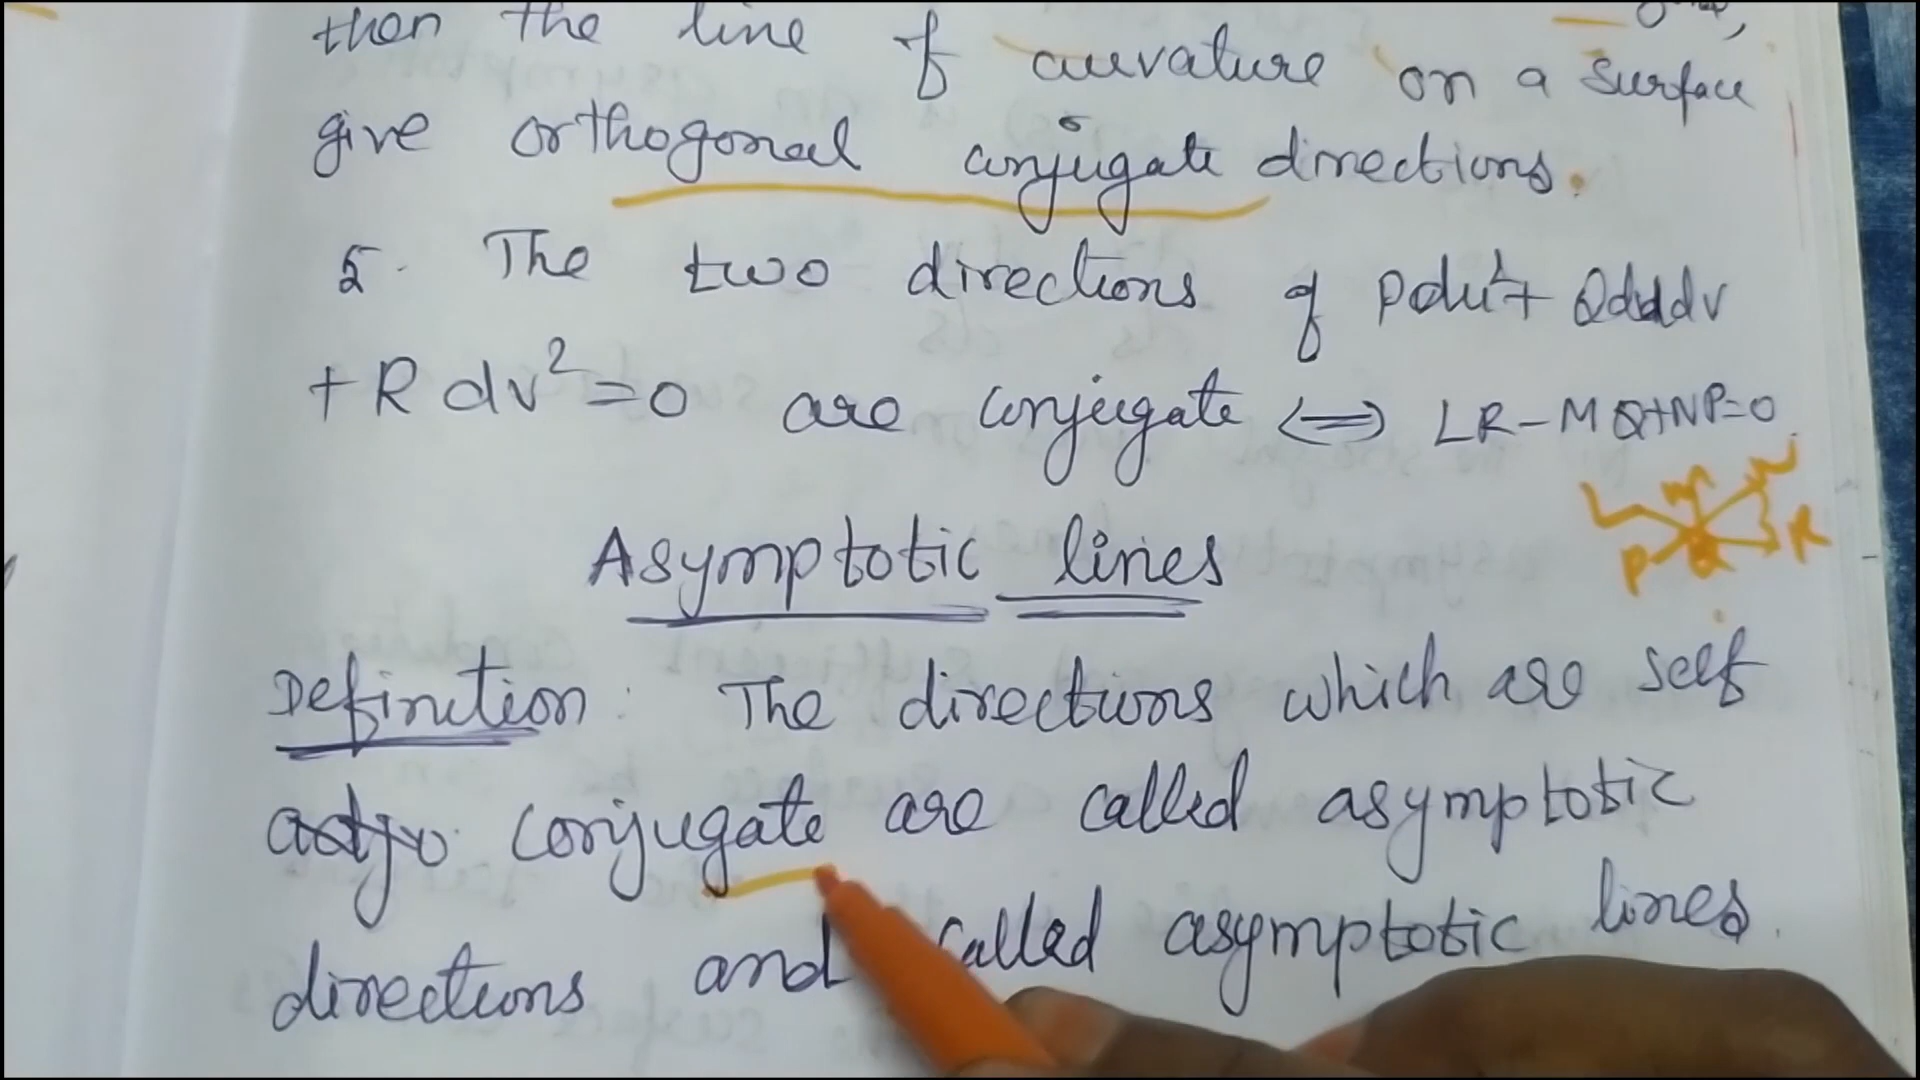 then the line of curvature on a surface
give orthogonal conjugate directions.
5. The two directions of Pdu²+ Qdudv
+ R dv² = 0 are conjugate ⇔ LR-MQ+NP=0.
L M N
P Q R
Asymptotic lines
Definition: The directions which are self
conjugate are called asymptotic
directions and called asymptotic lines.